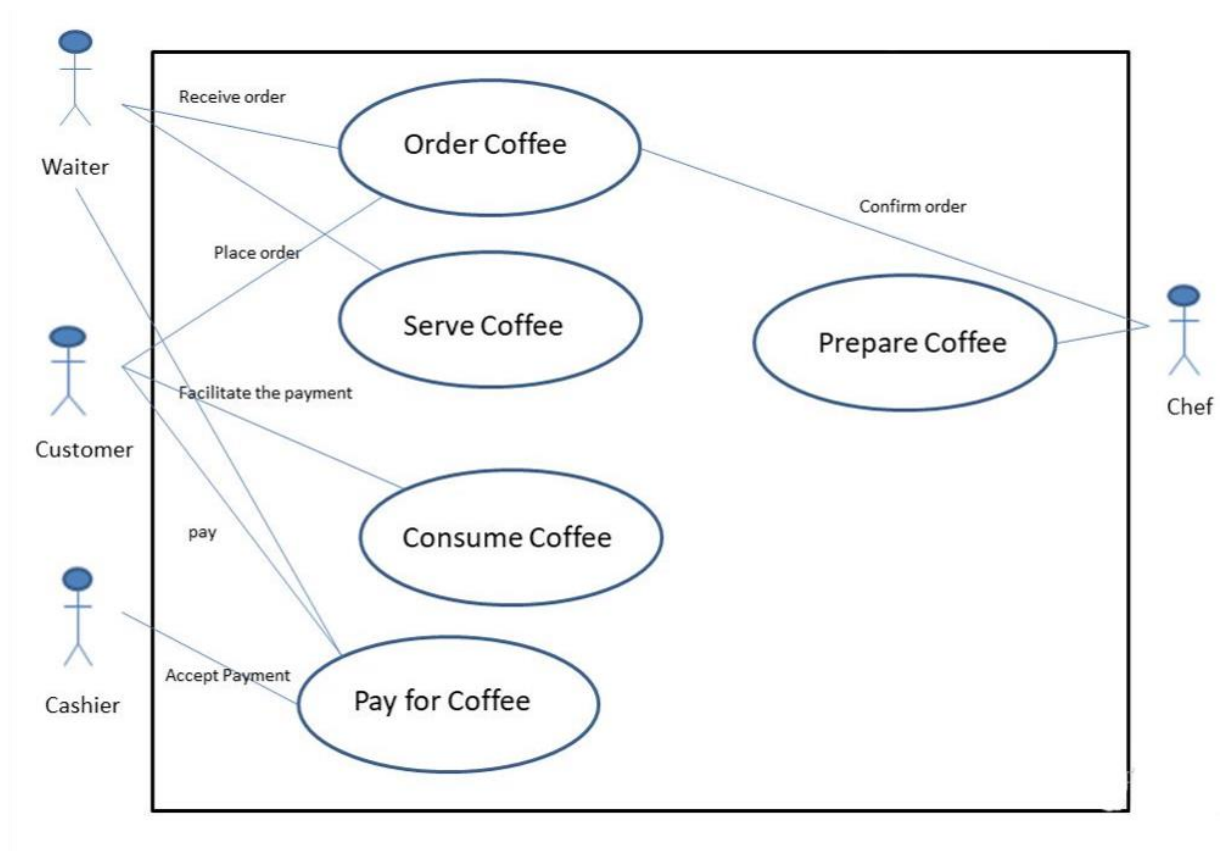 Receive order
Order Coffee
Waiter
Confirm order
Place order
Serve Coffee
Prepare Coffee
Facilitate the payment
Chef
Customer
pay
Consume Coffee
Accept Payment
Pay for Coffee
Cashier